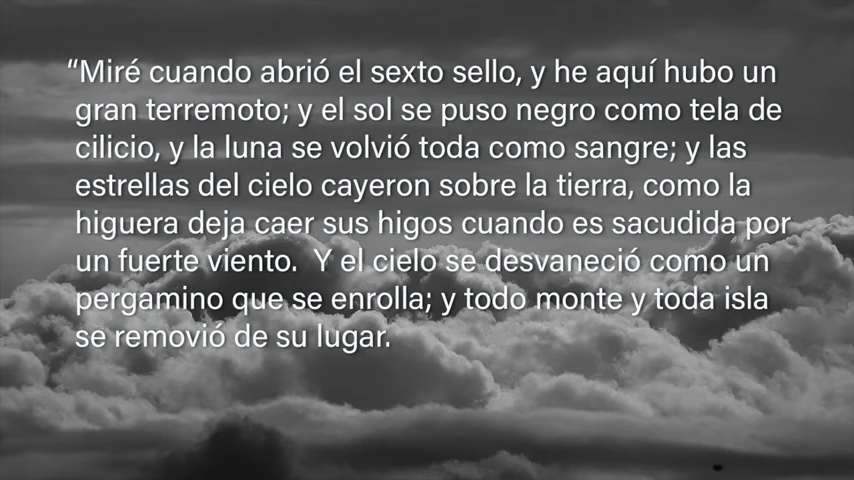 “Miré cuando abrió el sexto sello, y he aquí hubo un
gran terremoto; y el sol se puso negro como tela de
cilicio, y la luna se volvió toda como sangre; y las
estrellas del cielo cayeron sobre la tierra, como la
higuera deja caer sus higos cuando es sacudida por
un fuerte viento.  Y el cielo se desvaneció como un
pergamino que se enrolla; y todo monte y toda isla
se removió de su lugar.